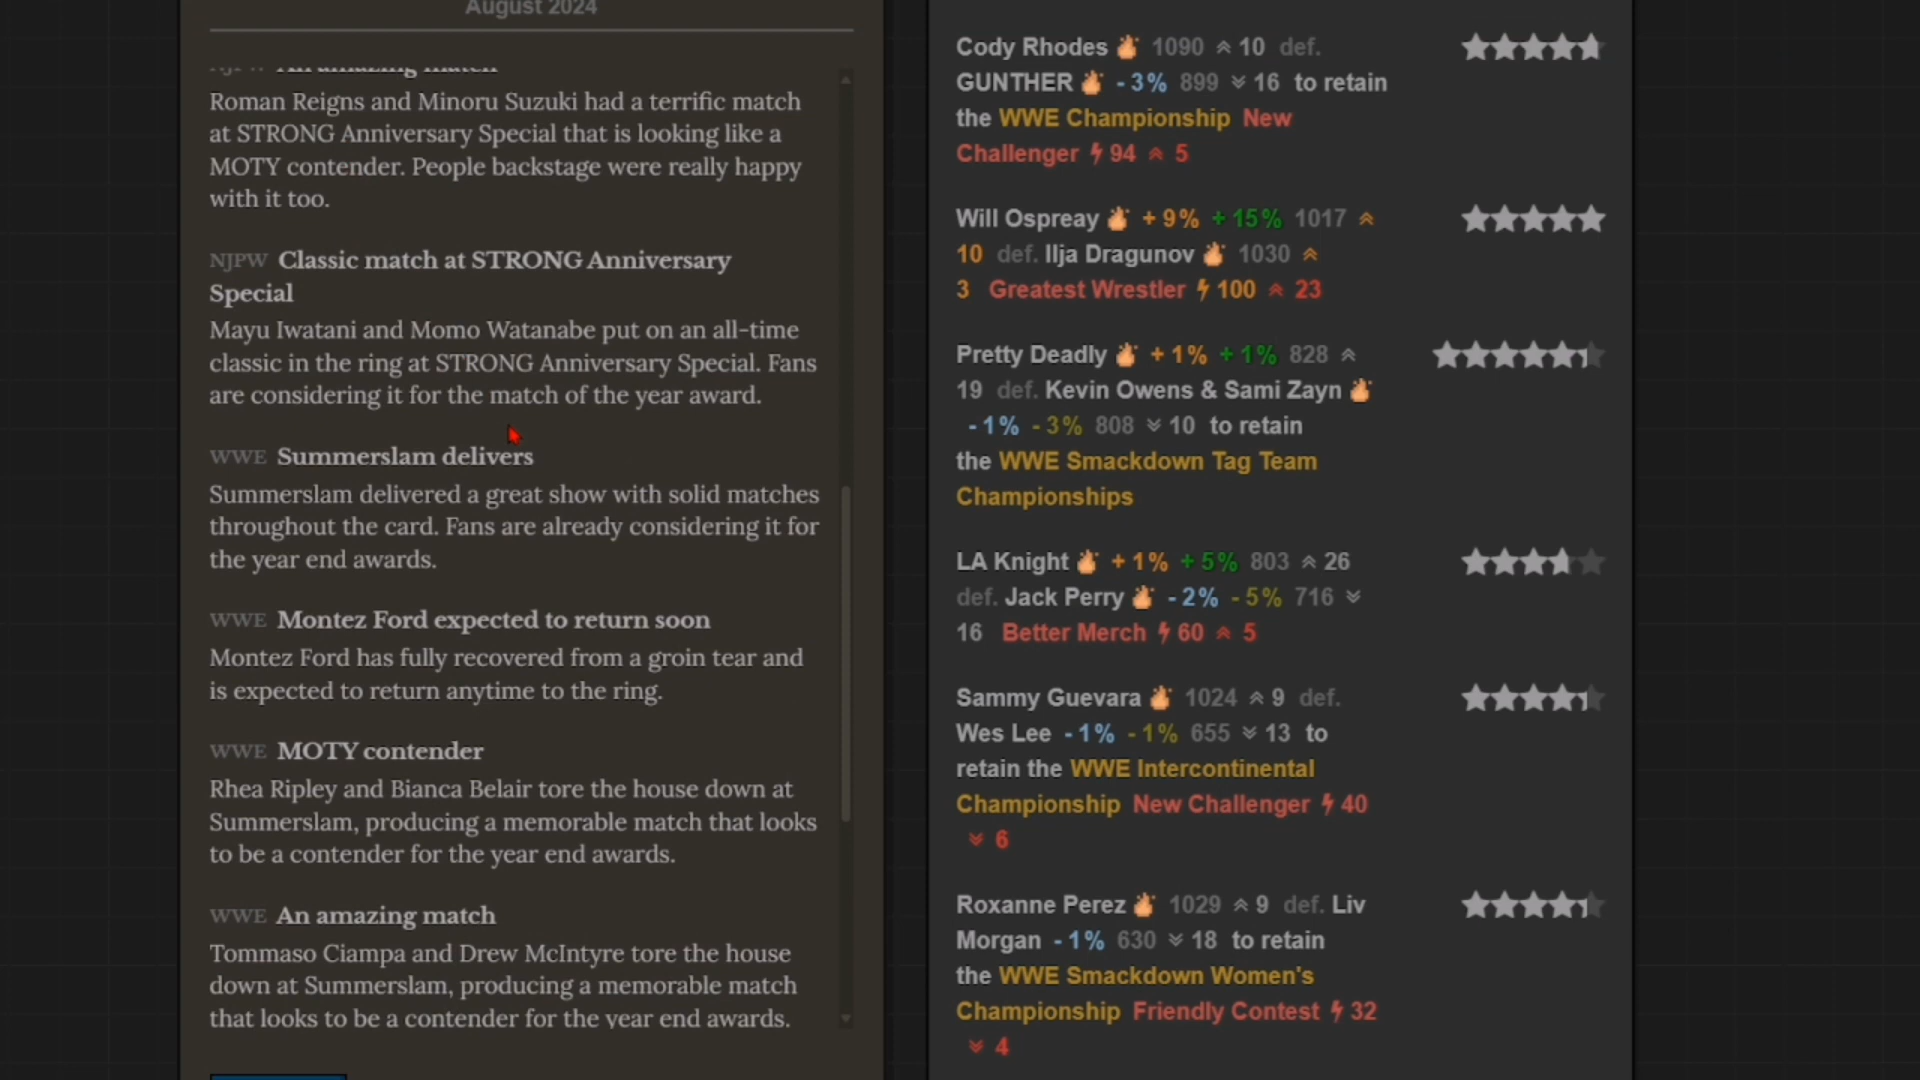 August 2024
NJPW An amazing match
Roman Reigns and Minoru Suzuki had a terrific match
at STRONG Anniversary Special that is looking like a
MOTY contender. People backstage were really happy
with it too.
NJPW Classic match at STRONG Anniversary
Special
Mayu Iwatani and Momo Watanabe put on an all-time
classic in the ring at STRONG Anniversary Special. Fans
are considering it for the match of the year award.
WWE Summerslam delivers
Summerslam delivered a great show with solid matches
throughout the card. Fans are already considering it for
the year end awards.
WWE Montez Ford expected to return soon
Montez Ford has fully recovered from a groin tear and
is expected to return anytime to the ring.
WWE MOTY contender
Rhea Ripley and Bianca Belair tore the house down at
Summerslam, producing a memorable match that looks
to be a contender for the year end awards.
WWE An amazing match
Tommaso Ciampa and Drew McIntyre tore the house
down at Summerslam, producing a memorable match
that looks to be a contender for the year end awards.
Cody Rhodes 1090 10 def.
GUNTHER - 3% 899 16 to retain
the WWE Championship New
Challenger 94 5
Will Ospreay + 9% + 15% 1017
10 def. Ilja Dragunov 1030
3 Greatest Wrestler 100 23
Pretty Deadly + 1% + 1% 828
19 def. Kevin Owens & Sami Zayn
- 1% - 3% 808 10 to retain
the WWE Smackdown Tag Team
Championships
LA Knight + 1% + 5% 803 26
def. Jack Perry - 2% - 5% 716
16 Better Merch 60 5
Sammy Guevara 1024 9 def.
Wes Lee - 1% - 1% 655 13 to
retain the WWE Intercontinental
Championship New Challenger 40
6
Roxanne Perez 1029 9 def. Liv
Morgan - 1% 630 18 to retain
the WWE Smackdown Women's
Championship Friendly Contest 32
4